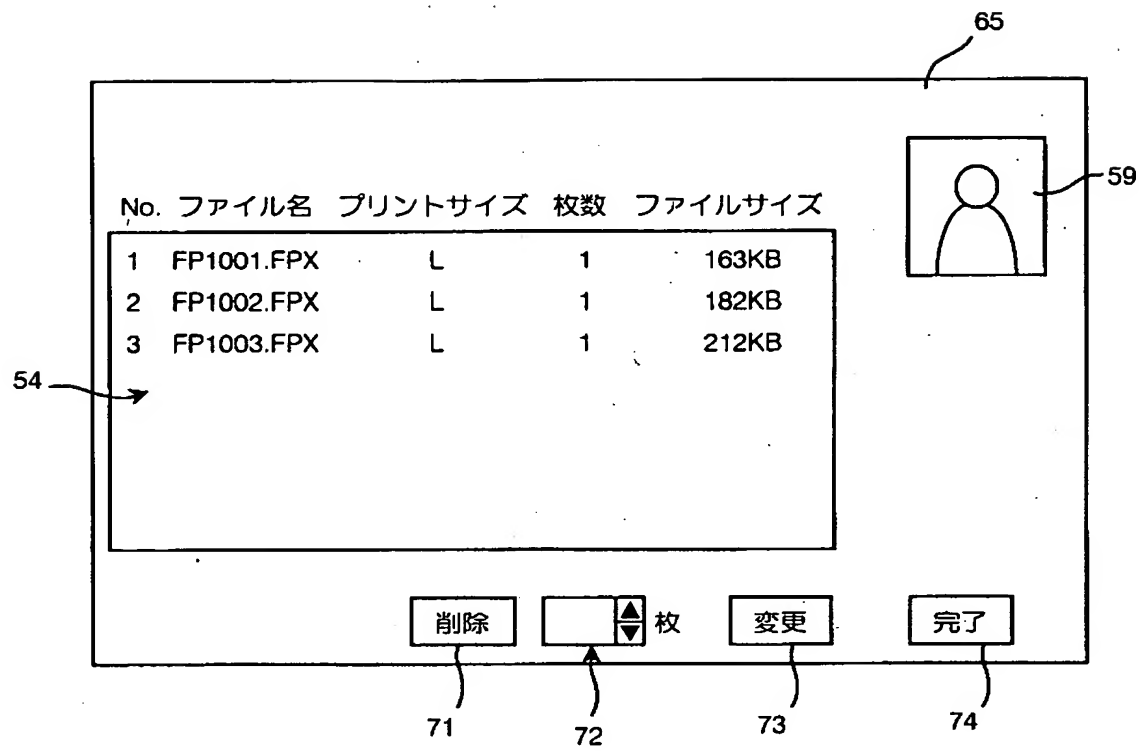 65
59
No. ファイル名 プリントサイズ 枚数 ファイルサイズ
1 FP1001.FPX L 1 163KB
2 FP1002.FPX L 1 182KB
3 FP1003.FPX L 1 212KB
54
削除 枚 変更 完了
71 72 73 74